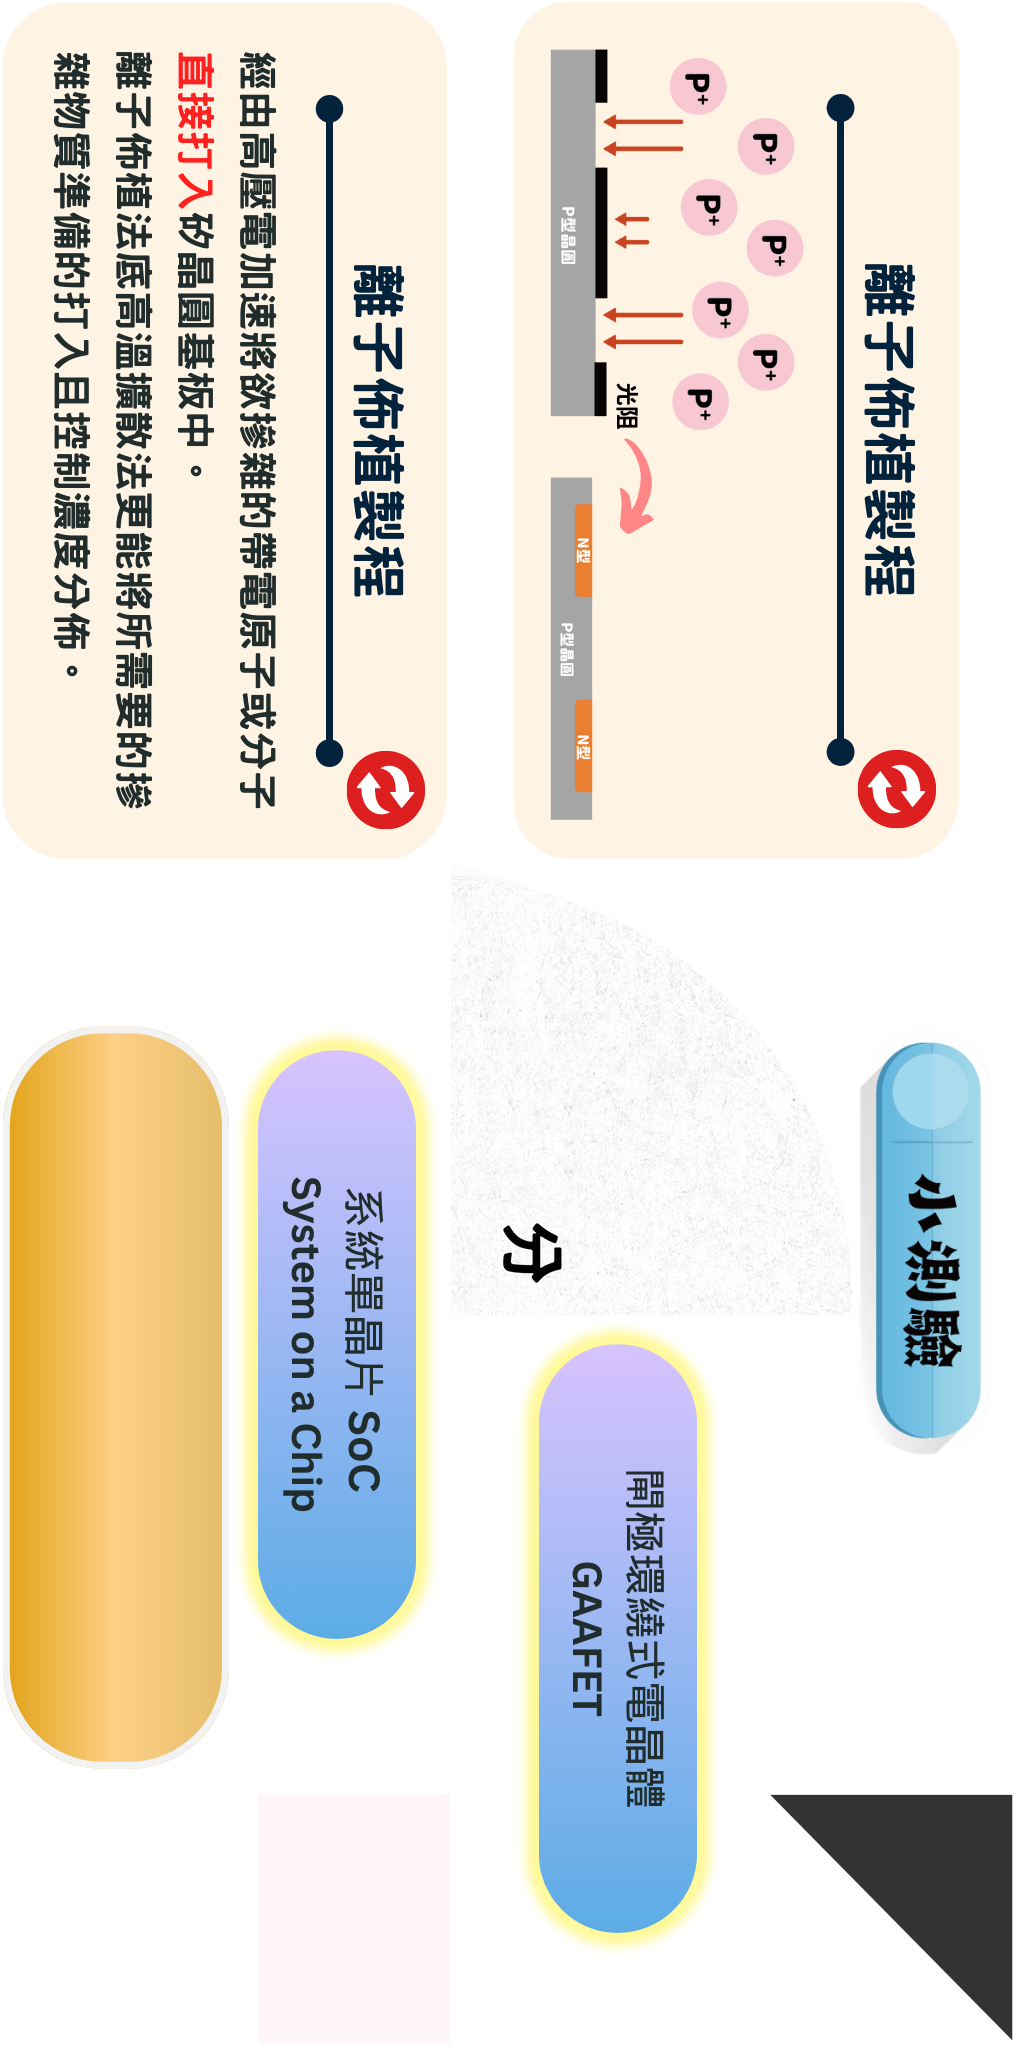 離子佈植製程
P+
P+
P+
P+
P+
P+
P+
光阻
P型晶圓
N型
P型晶圓
N型
離子佈植製程
經由高壓電加速將欲摻雜的帶電原子或分子
直接打入矽晶圓基板中。
離子佈植法底高溫擴散法更能將所需要的摻
雜物質準備的打入且控制濃度分佈。
小測驗
分
閘極環繞式電晶體
GAAFET
系統單晶片 SoC
System on a Chip